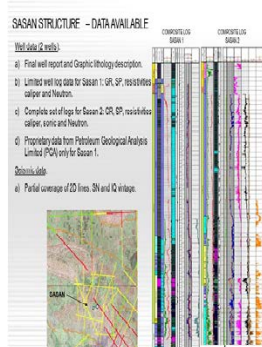 SASAN STRUCTURE – DATA AVAILABLE
Well data (2 wells).
a) Final well report and Graphic lithology description.
b) Limited well log data for Sasan 1: GR, SP, resistivities
caliper and Neutron.
c) Complete set of logs for Sasan 2: GR, SP, resistivities
caliper, sonic and Neutron.
d) Proprietary data from Petroleum Geological Analysis
Limited (PGA) only for Sasan 1.
Seismic data.
a) Partial coverage of 2D lines. SN and IQ vintage.
SASAN
COMPOSITE LOG
SASAN 1
COMPOSITE LOG
SASAN 2